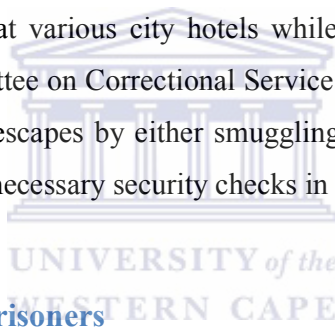 at various city hotels while
ttee on Correctional Service
escapes by either smuggling
necessary security checks in
UNIVERSITY of the
risoners
WESTERN CAPE